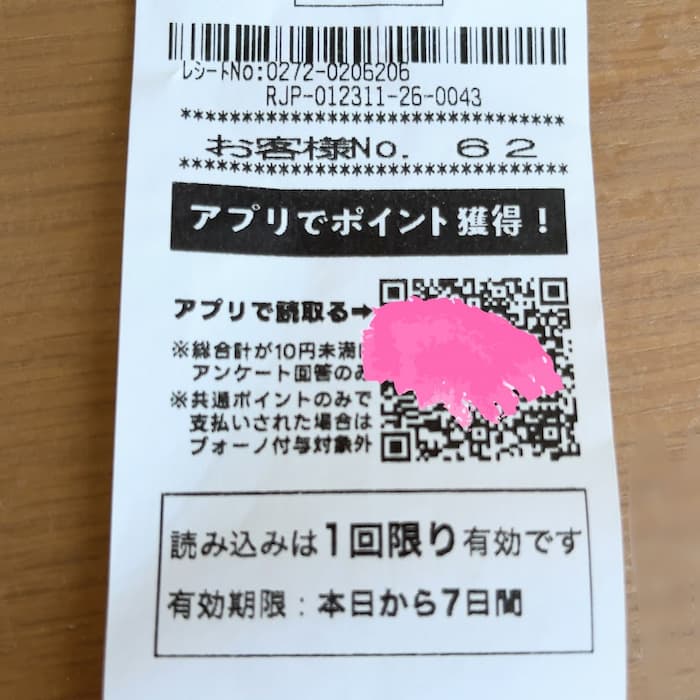 レシートNo:0272-0206206
RJP-012311-26-0043
********************************
お客様No. 62
********************************
アプリでポイント獲得！
アプリで読取る➡
※総合計が10円未満は
アンケート回答のみ
※共通ポイントのみで
支払いされた場合は
ブォーノ付与対象外
読み込みは1回限り有効です
有効期限：本日から7日間